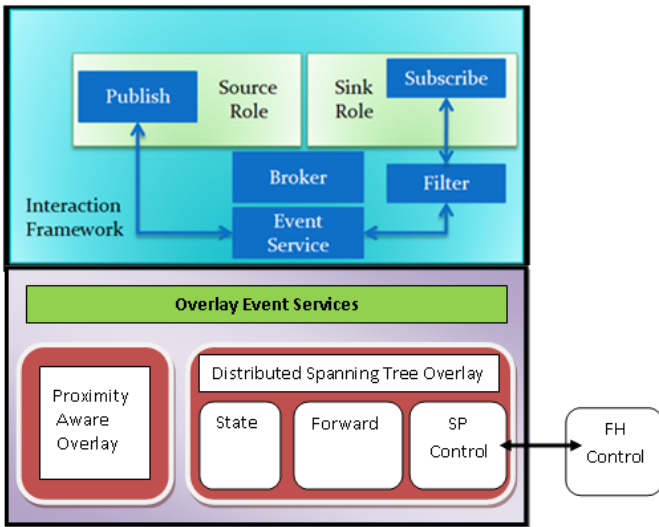 Publish
Source
Role
Sink
Role
Subscribe
Broker
Filter
Interaction
Framework
Event
Service
Overlay Event Services
Proximity
Aware
Overlay
Distributed Spanning Tree Overlay
State
Forward
SP
Control
FH
Control